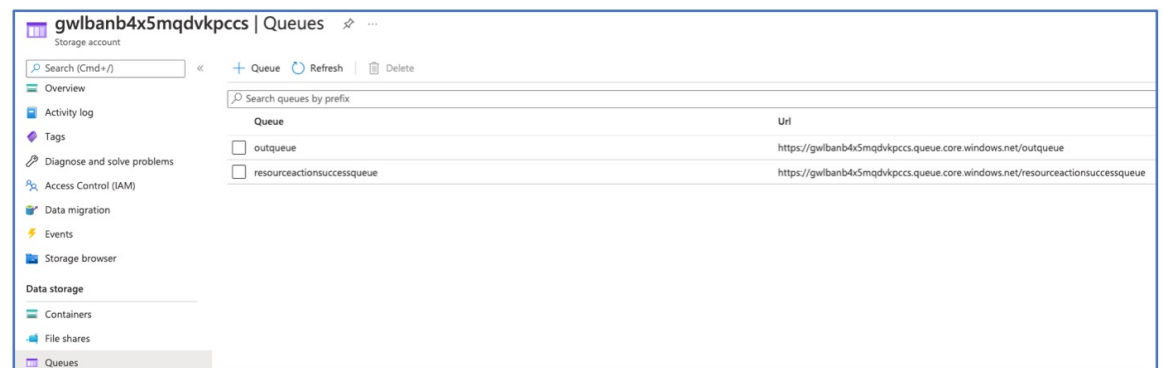 gwlbanb4x5mqdvkpccs | Queues
Storage account
Search (Cmd+/)
Queue Refresh Delete
Overview
Activity log
Tags
Diagnose and solve problems
Access Control (IAM)
Data migration
Events
Storage browser
Data storage
Containers
File shares
Queues
Search queues by prefix
Queue Url
outqueue https://gwlbanb4x5mqdvkpccs.queue.core.windows.net/outqueue
resourceactionsuccessqueue https://gwlbanb4x5mqdvkpccs.queue.core.windows.net/resourceactionsuccessqueue